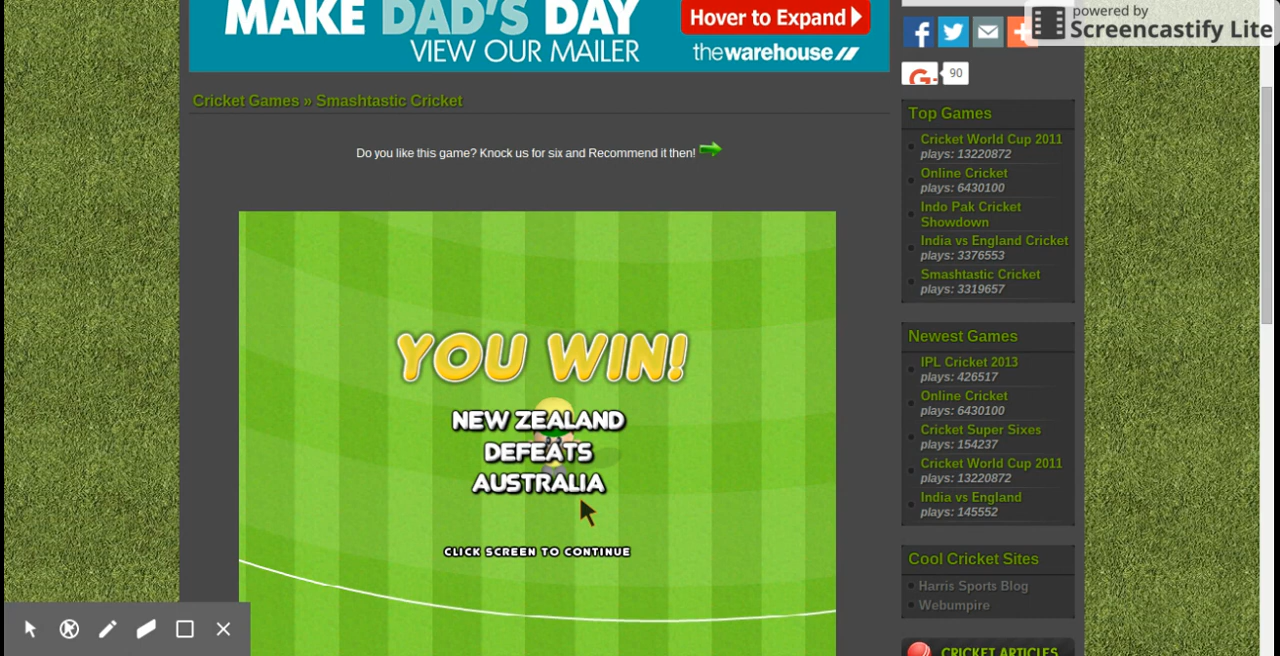 MAKE DAD'S DAY
VIEW OUR MAILER
Hover to Expand
thewarehouse
powered by
Screencastify Lite
G
90
Cricket Games » Smashtastic Cricket
Do you like this game? Knock us for six and Recommend it then!
YOU WIN!
NEW ZEALAND
DEFEATS
AUSTRALIA
CLICK SCREEN TO CONTINUE
Top Games
Cricket World Cup 2011
plays: 13220872
Online Cricket
plays: 6430100
Indo Pak Cricket
Showdown
India vs England Cricket
plays: 3376553
Smashtastic Cricket
plays: 3319657
Newest Games
IPL Cricket 2013
plays: 426517
Online Cricket
plays: 6430100
Cricket Super Sixes
plays: 154237
Cricket World Cup 2011
plays: 13220872
India vs England
plays: 145552
Cool Cricket Sites
Harris Sports Blog
Webumpire
CRICKET ARTICLES